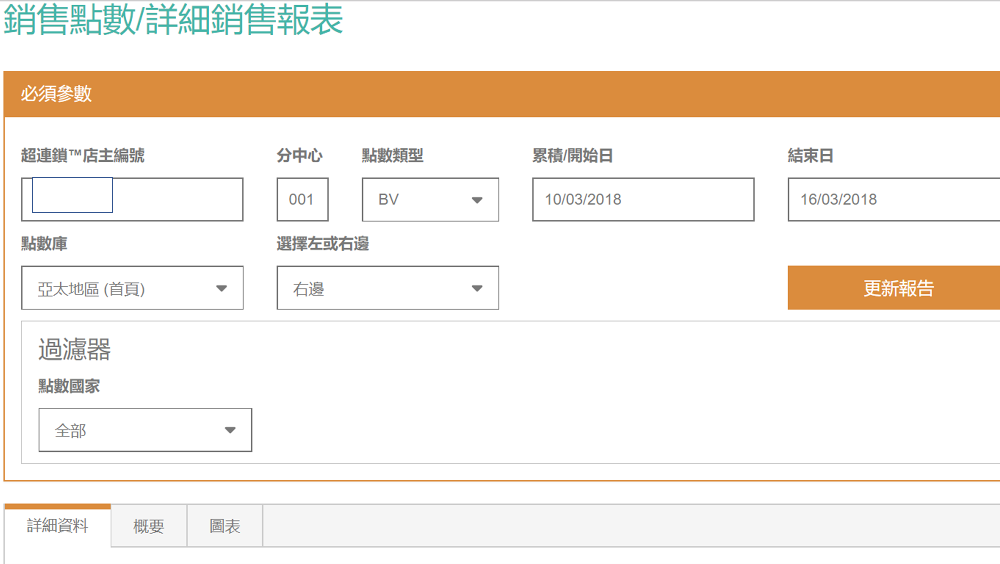 銷售點數/詳細銷售報表
必須參數
超連鎖™店主編號 分中心 點數類型 累積/開始日 結束日
001 BV 10/03/2018 16/03/2018
點數庫 選擇左或右邊
亞太地區 (首頁) 右邊 更新報告
過濾器
點數國家
全部
詳細資料 概要 圖表